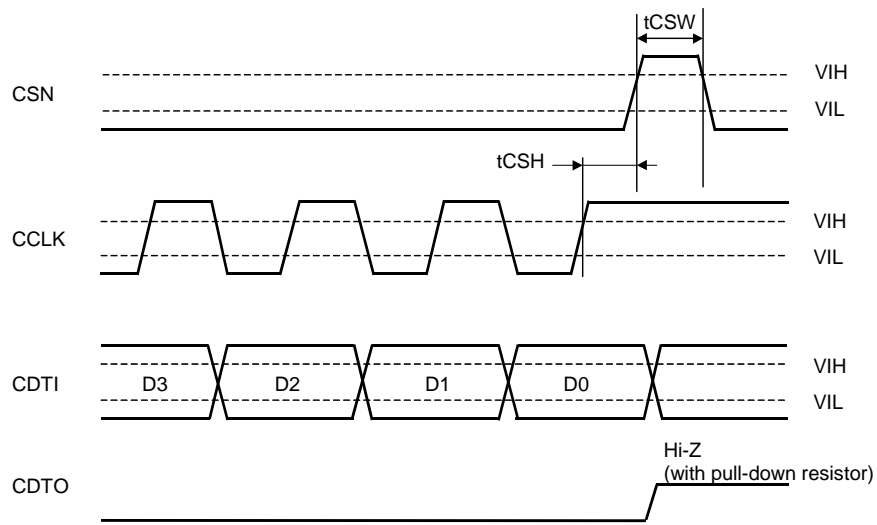 tCSW
VIH
CSN
VIL
tCSH
VIH
CCLK
VIL
VIH
CDTI D3 D2 D1 D0
VIL
Hi-Z
(with pull-down resistor)
CDTO